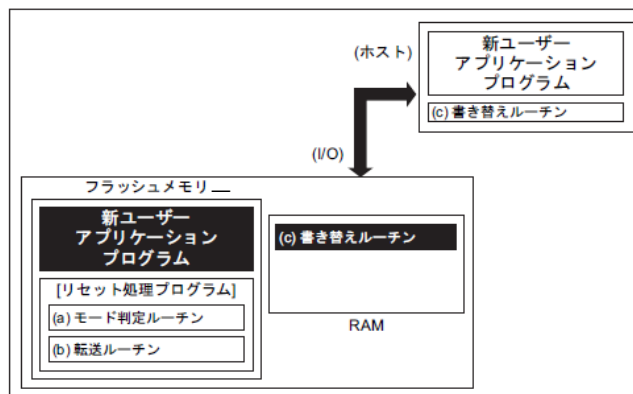 新ユーザー
アプリケーション
プログラム
(ホスト)
(c) 書き替えルーチン
(I/O)
フラッシュメモリ
新ユーザー
アプリケーション
プログラム
(c) 書き替えルーチン
[リセット処理プログラム]
(a) モード判定ルーチン
(b) 転送ルーチン
RAM